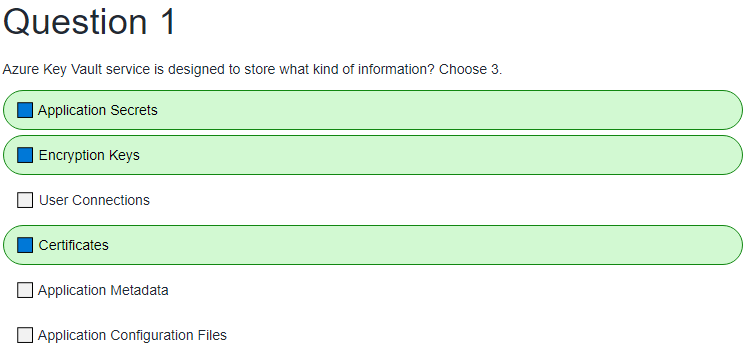 Question 1
Azure Key Vault service is designed to store what kind of information? Choose 3.
Application Secrets
Encryption Keys
User Connections
Certificates
Application Metadata
Application Configuration Files